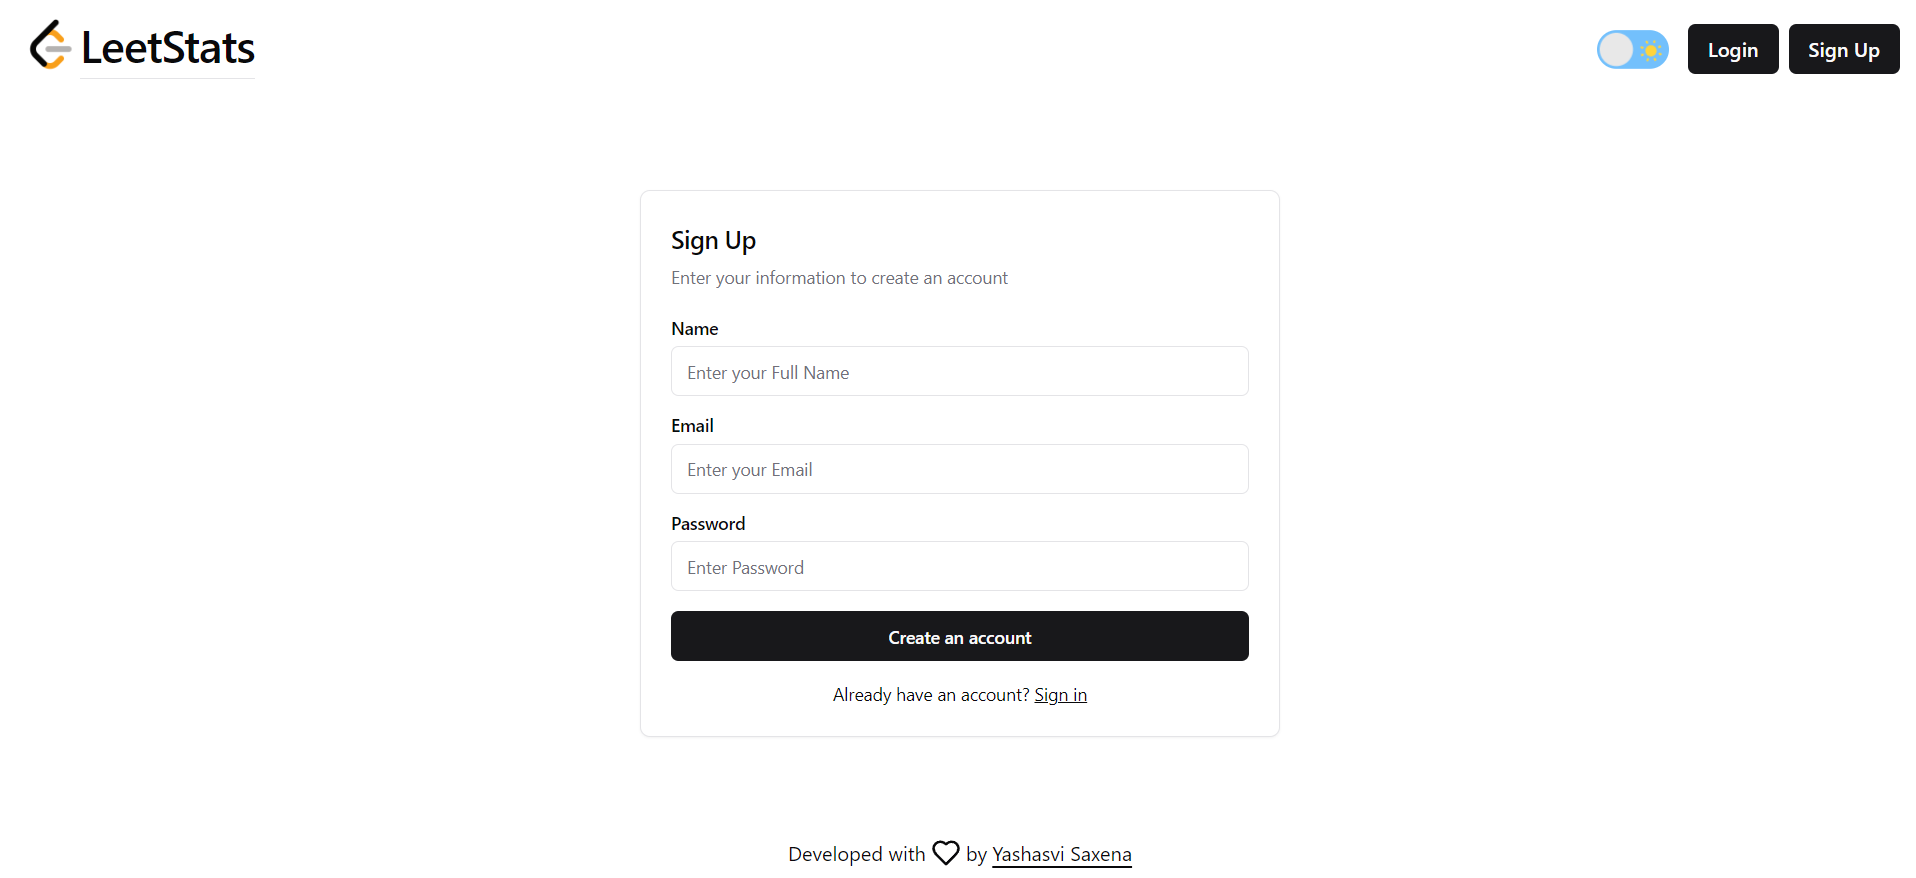 LeetStats
Login
Sign Up
Sign Up
Enter your information to create an account
Name
Enter your Full Name
Email
Enter your Email
Password
Enter Password
Create an account
Already have an account? Sign in
Developed with by Yashasvi Saxena